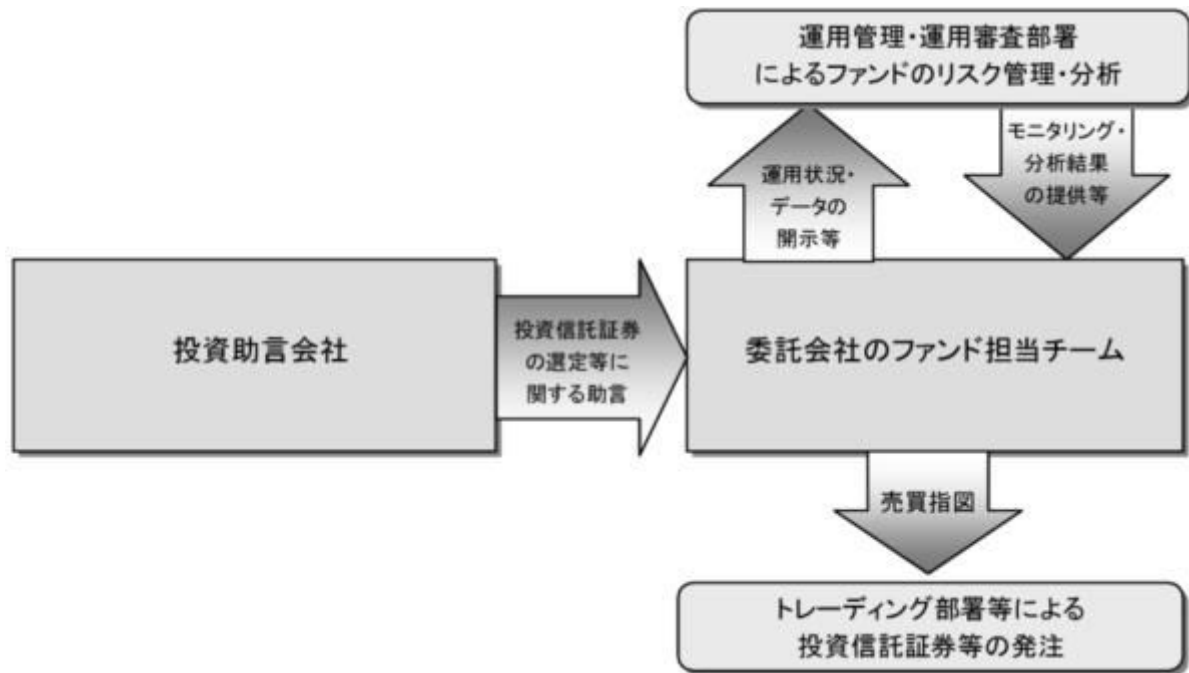 運用管理・運用審査部署
によるファンドのリスク管理・分析
運用状況・
データの
開示等
モニタリング・
分析結果
の提供等
投資助言会社
投資信託証券
の選定等に
関する助言
委託会社のファンド担当チーム
売買指図
トレーディング部署等による
投資信託証券等の発注